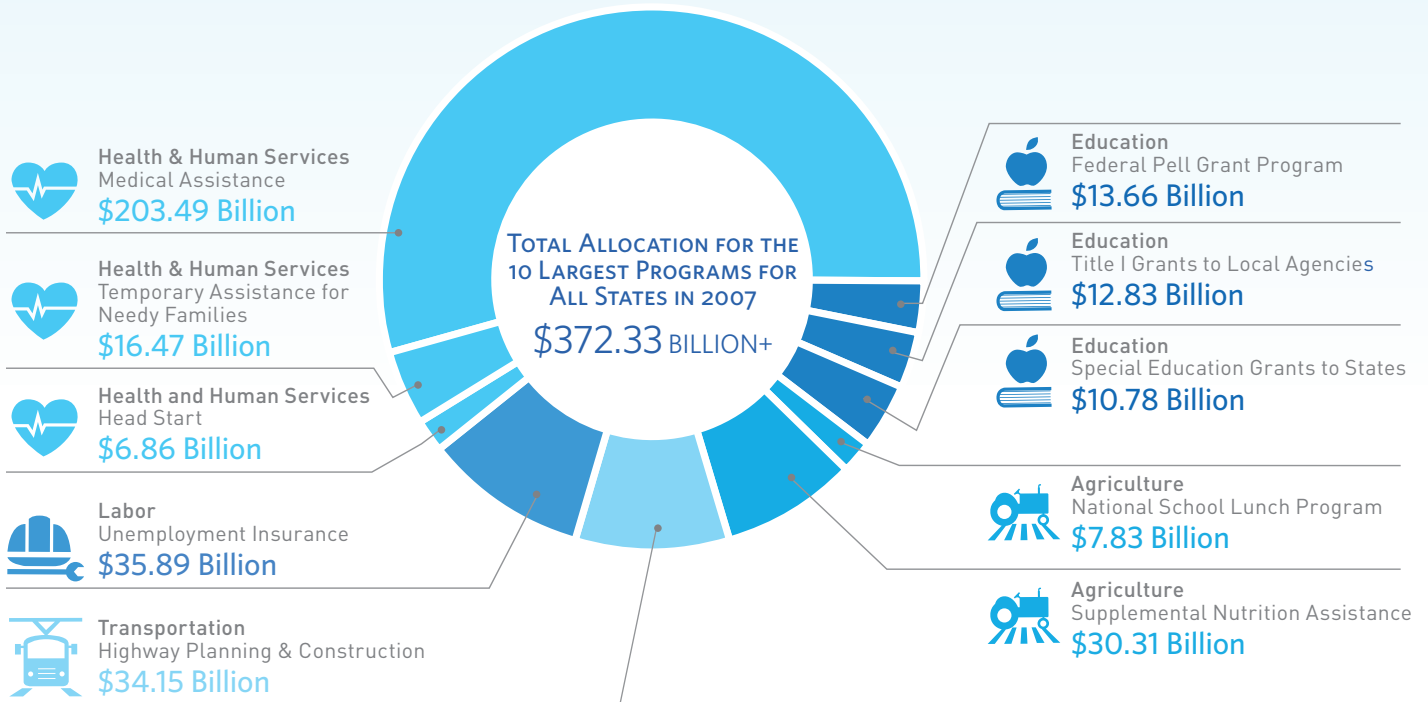 Health & Human Services
Medical Assistance
$203.49 Billion
Health & Human Services
Temporary Assistance for
Needy Families
$16.47 Billion
Health and Human Services
Head Start
$6.86 Billion
Labor
Unemployment Insurance
$35.89 Billion
Transportation
Highway Planning & Construction
$34.15 Billion
Total Allocation for the
10 Largest Programs for
All States in 2007
$372.33 BILLION+
Education
Federal Pell Grant Program
$13.66 Billion
Education
Title I Grants to Local Agencies
$12.83 Billion
Education
Special Education Grants to States
$10.78 Billion
Agriculture
National School Lunch Program
$7.83 Billion
Agriculture
Supplemental Nutrition Assistance
$30.31 Billion